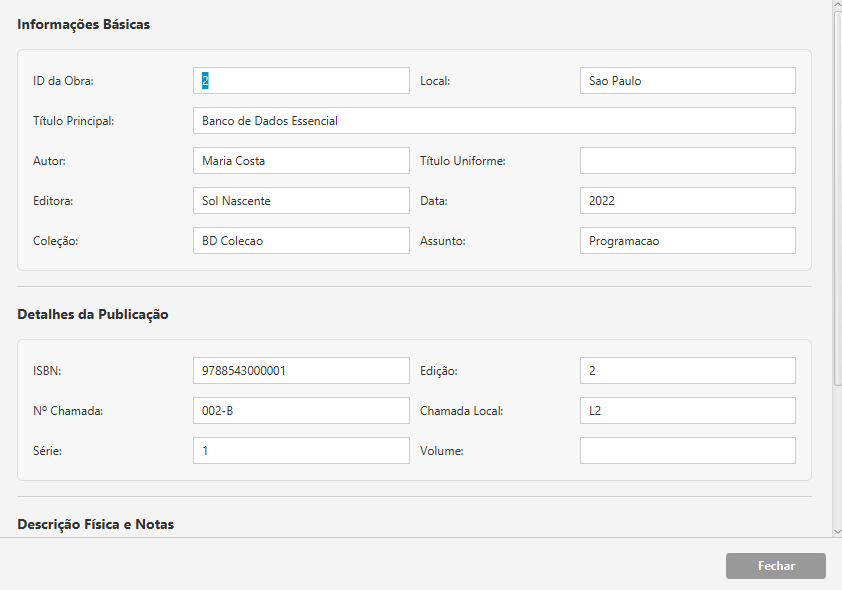 Informações Básicas
ID da Obra: 2 Local: Sao Paulo
Título Principal: Banco de Dados Essencial
Autor: Maria Costa Título Uniforme:
Editora: Sol Nascente Data: 2022
Coleção: BD Colecao Assunto: Programacao
Detalhes da Publicação
ISBN: 9788543000001 Edição: 2
Nº Chamada: 002-B Chamada Local: L2
Série: 1 Volume:
Descrição Física e Notas
Fechar